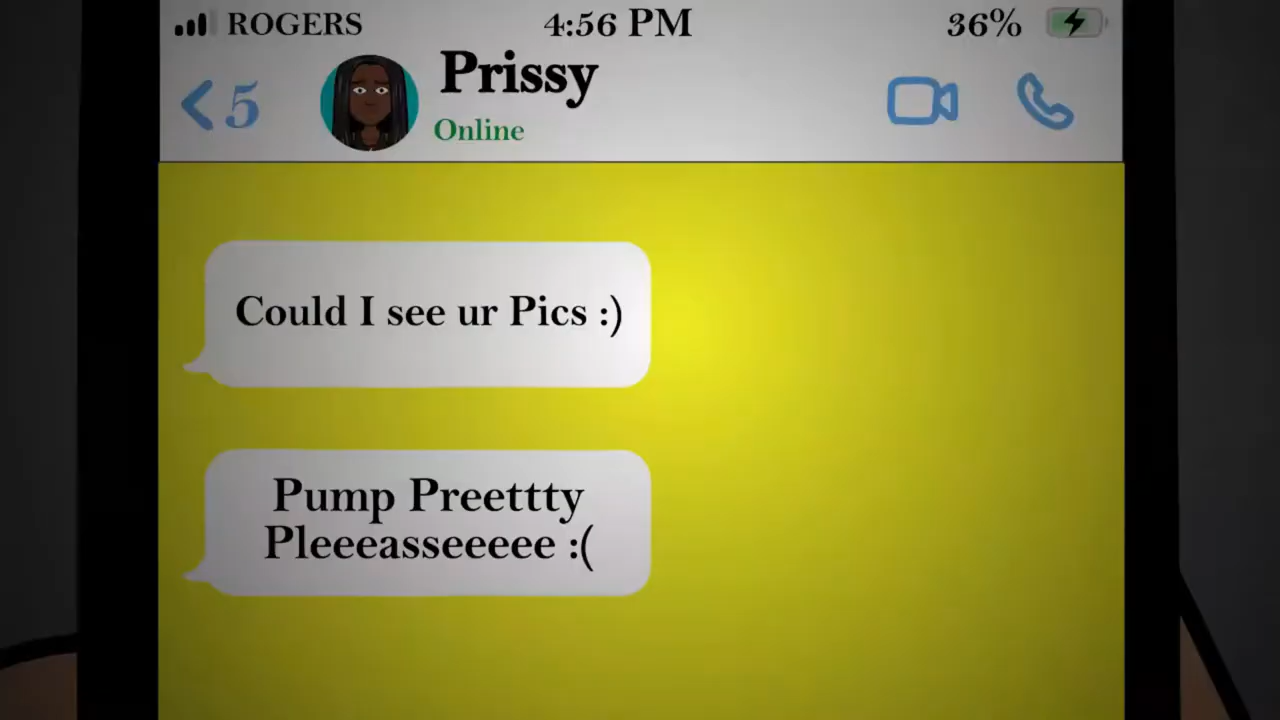 ROGERS 4:56 PM 36%
5 Prissy
Online
Could I see ur Pics :)
Pump Preettty
Pleeeasseeeee :(